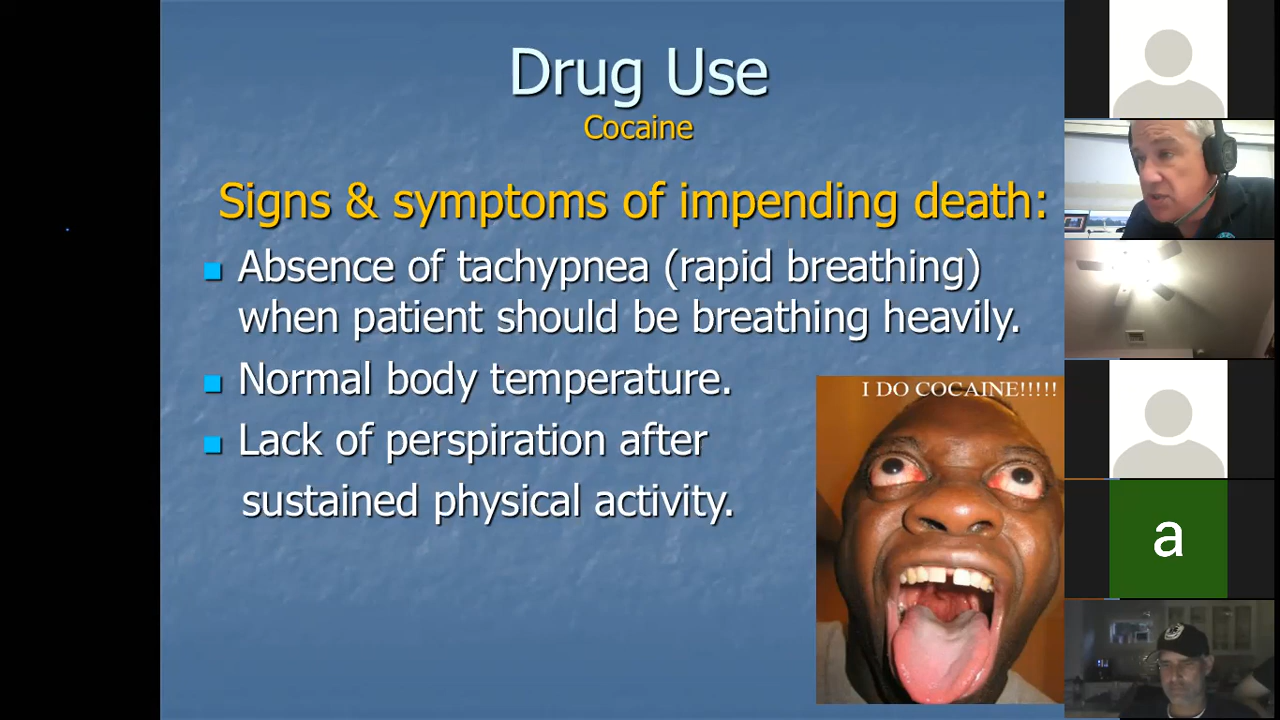 Drug Use
Cocaine
Signs & symptoms of impending death:
Absence of tachypnea (rapid breathing)
when patient should be breathing heavily.
Normal body temperature.
Lack of perspiration after
sustained physical activity.
I DO COCAINE!!!!!
a